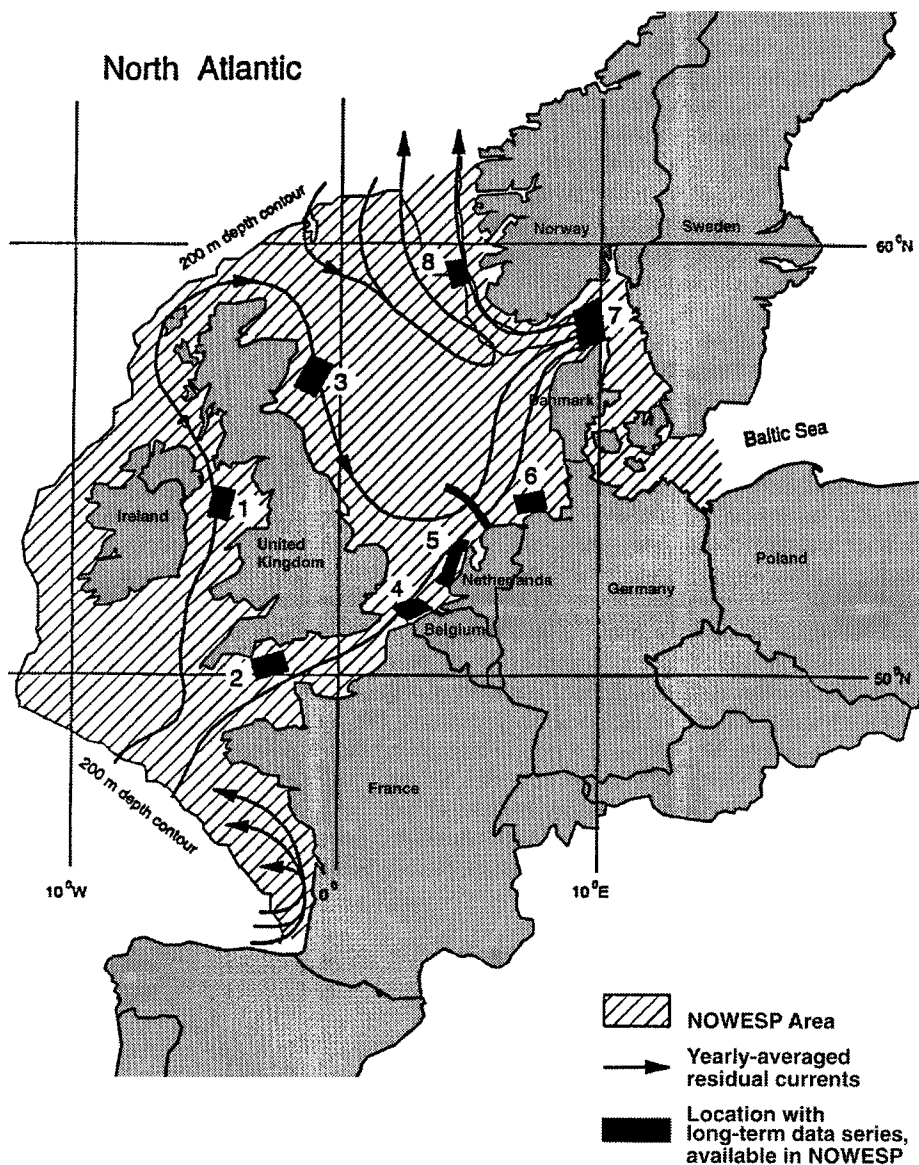 North Atlantic
200 m depth contour
Norway
Sweden
60°N
8
7
3
Danmark
Baltic Sea
6
1
Ireland
United
Kingdom
5
Netherlands
Poland
4
Germany
Belgium
2
50°N
200 m depth contour
France
10°W
0°
10°E
NOWESP Area
Yearly-averaged
residual currents
Location with
long-term data series,
available in NOWESP